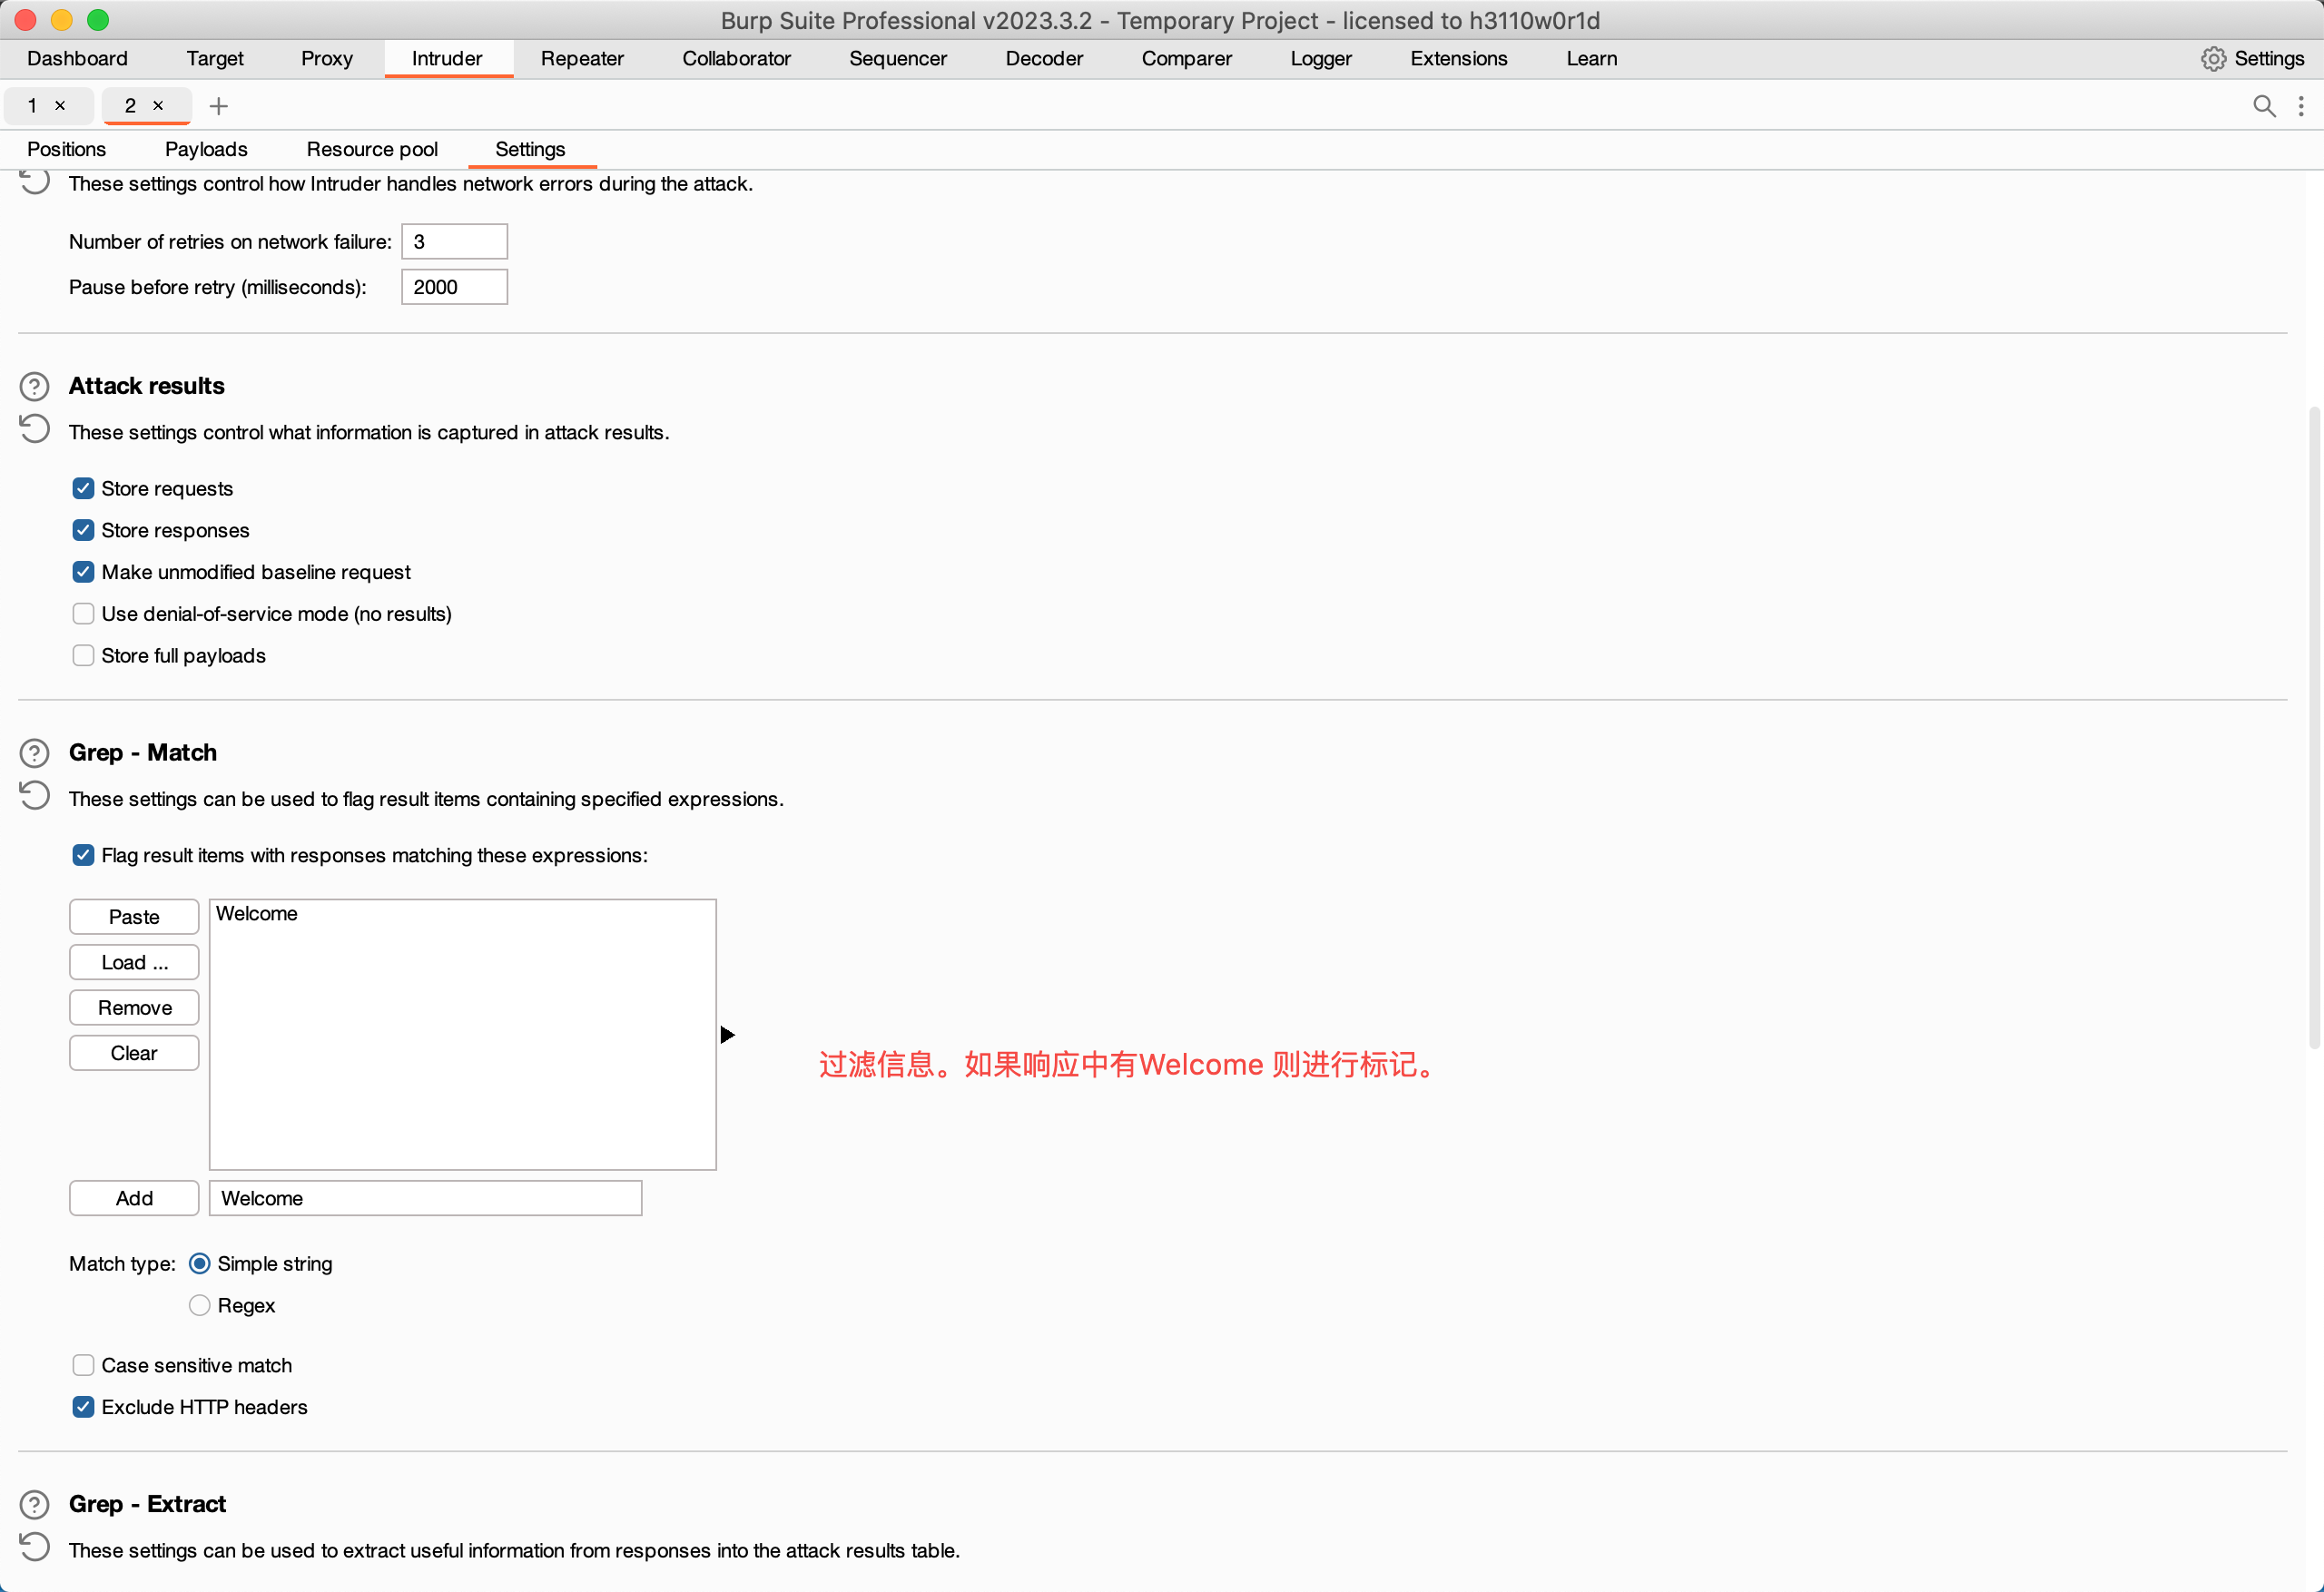 Burp Suite Professional v2023.3.2 - Temporary Project - licensed to h3110w0r1d
Dashboard Target Proxy Intruder Repeater Collaborator Sequencer Decoder Comparer Logger Extensions Learn Settings
1 × 2 × +
Positions Payloads Resource pool Settings
These settings control how Intruder handles network errors during the attack.
Number of retries on network failure: 3
Pause before retry (milliseconds): 2000
Attack results
These settings control what information is captured in attack results.
Store requests
Store responses
Make unmodified baseline request
Use denial-of-service mode (no results)
Store full payloads
Grep - Match
These settings can be used to flag result items containing specified expressions.
Flag result items with responses matching these expressions:
Paste Welcome
Load ...
Remove
Clear
过滤信息。如果响应中有Welcome 则进行标记。
Add Welcome
Match type: Simple string
Regex
Case sensitive match
Exclude HTTP headers
Grep - Extract
These settings can be used to extract useful information from responses into the attack results table.